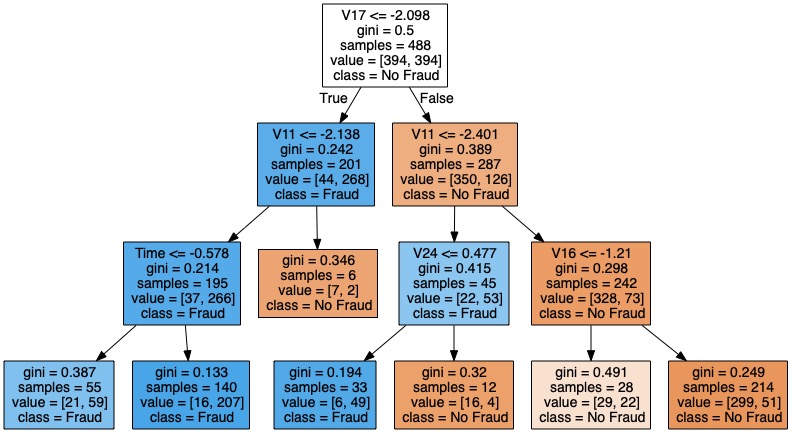 V17 <= -2.098
gini = 0.5
samples = 488
value = [394, 394]
class = No Fraud
True
False
V11 <= -2.138
gini = 0.242
samples = 201
value = [44, 268]
class = Fraud
V11 <= -2.401
gini = 0.389
samples = 287
value = [350, 126]
class = No Fraud
Time <= -0.578
gini = 0.214
samples = 195
value = [37, 266]
class = Fraud
gini = 0.346
samples = 6
value = [7, 2]
class = No Fraud
V24 <= 0.477
gini = 0.415
samples = 45
value = [22, 53]
class = Fraud
V16 <= -1.21
gini = 0.298
samples = 242
value = [328, 73]
class = No Fraud
gini = 0.387
samples = 55
value = [21, 59]
class = Fraud
gini = 0.133
samples = 140
value = [16, 207]
class = Fraud
gini = 0.194
samples = 33
value = [6, 49]
class = Fraud
gini = 0.32
samples = 12
value = [16, 4]
class = No Fraud
gini = 0.491
samples = 28
value = [29, 22]
class = No Fraud
gini = 0.249
samples = 214
value = [299, 51]
class = No Fraud